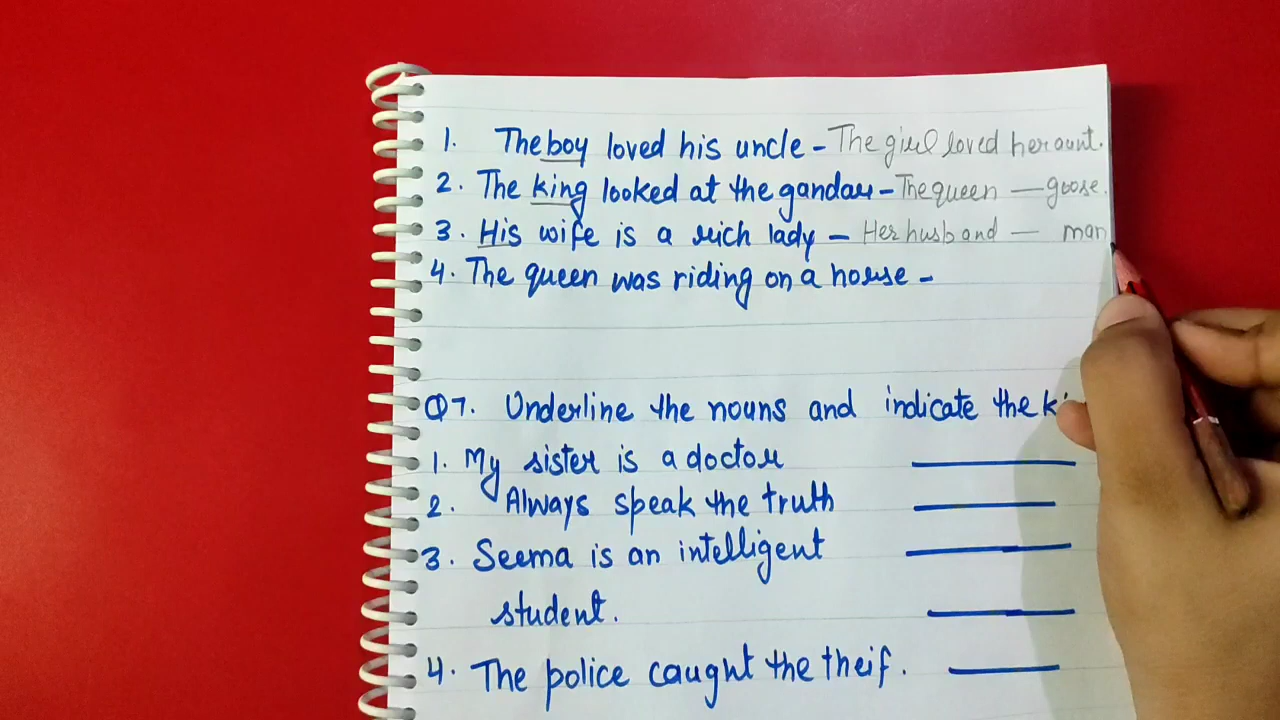 1. The boy loved his uncle - The girl loved her aunt.
2. The king looked at the gandar - The queen — goose.
3. His wife is a rich lady - Her husband — man
4. The queen was riding on a horse -
Q7. Underline the nouns and indicate the
1. My sister is a doctor
2. Always speak the truth
3. Seema is an intelligent
student.
4. The police caught the theif.